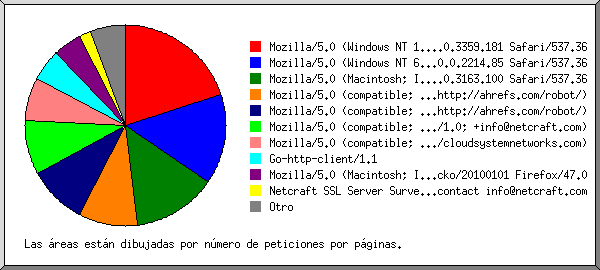 Mozilla/5.0 (Windows NT 1....0.3359.181 Safari/537.36
Mozilla/5.0 (Windows NT 6...0.0.2214.85 Safari/537.36
Mozilla/5.0 (Macintosh; I....0.3163.100 Safari/537.36
Mozilla/5.0 (compatible; ...http://ahrefs.com/robot/)
Mozilla/5.0 (compatible; ...http://ahrefs.com/robot/)
Mozilla/5.0 (compatible; .../1.0; +info@netcraft.com)
Mozilla/5.0 (compatible; .../cloudsystemnetworks.com)
Go-http-client/1.1
Mozilla/5.0 (Macintosh; I...cko/20100101 Firefox/47.0
Netcraft SSL Server Surve...contact info@netcraft.com
Otro
Las áreas están dibujadas por número de peticiones por páginas.